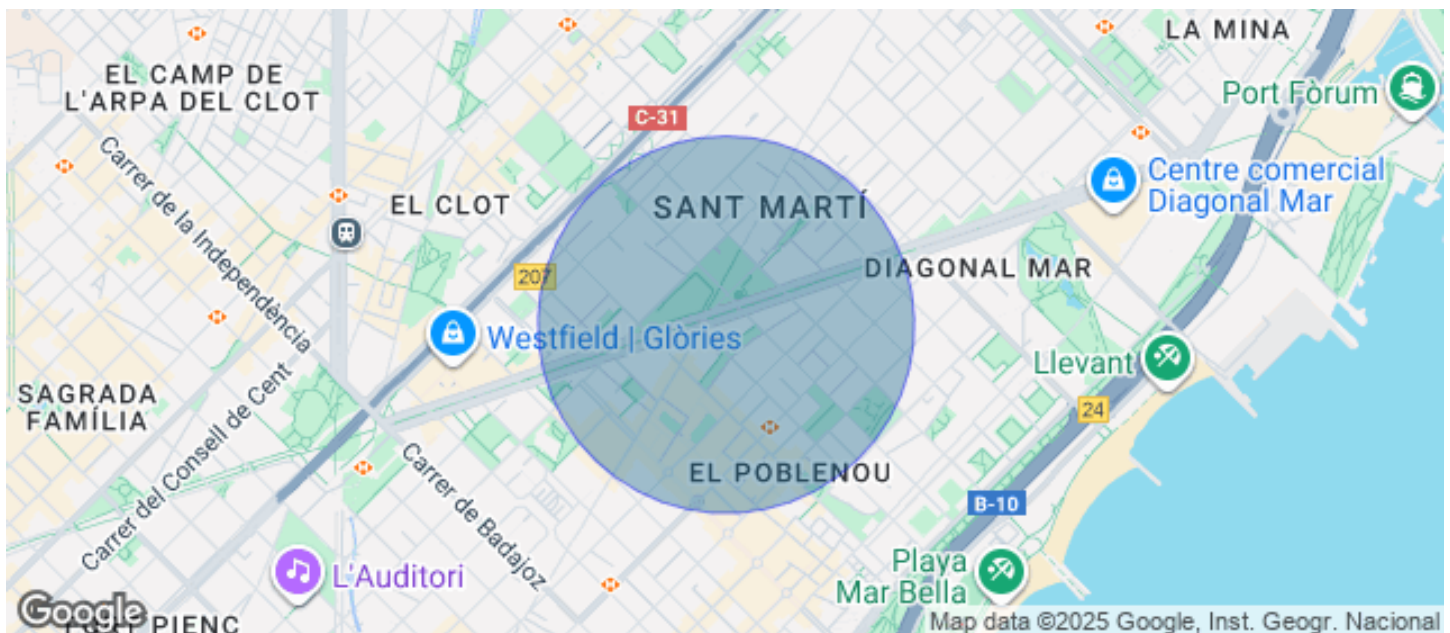 LA MINA
EL CAMP DE
L'ARPA DEL CLOT
Port Fòrum
C-31
Centre comercial
Diagonal Mar
EL CLOT
SANT MARTÍ
Carrer de la Independència
207
DIAGONAL MAR
Westfield | Glòries
Llevant
SAGRADA
FAMÍLIA
24
Carrer del Consell de Cent
Carrer de Badajoz
EL POBLENOU
B-10
Playa
Mar Bella
L'Auditori
Google
PIENC
Map data ©2025 Google, Inst. Geogr. Nacional